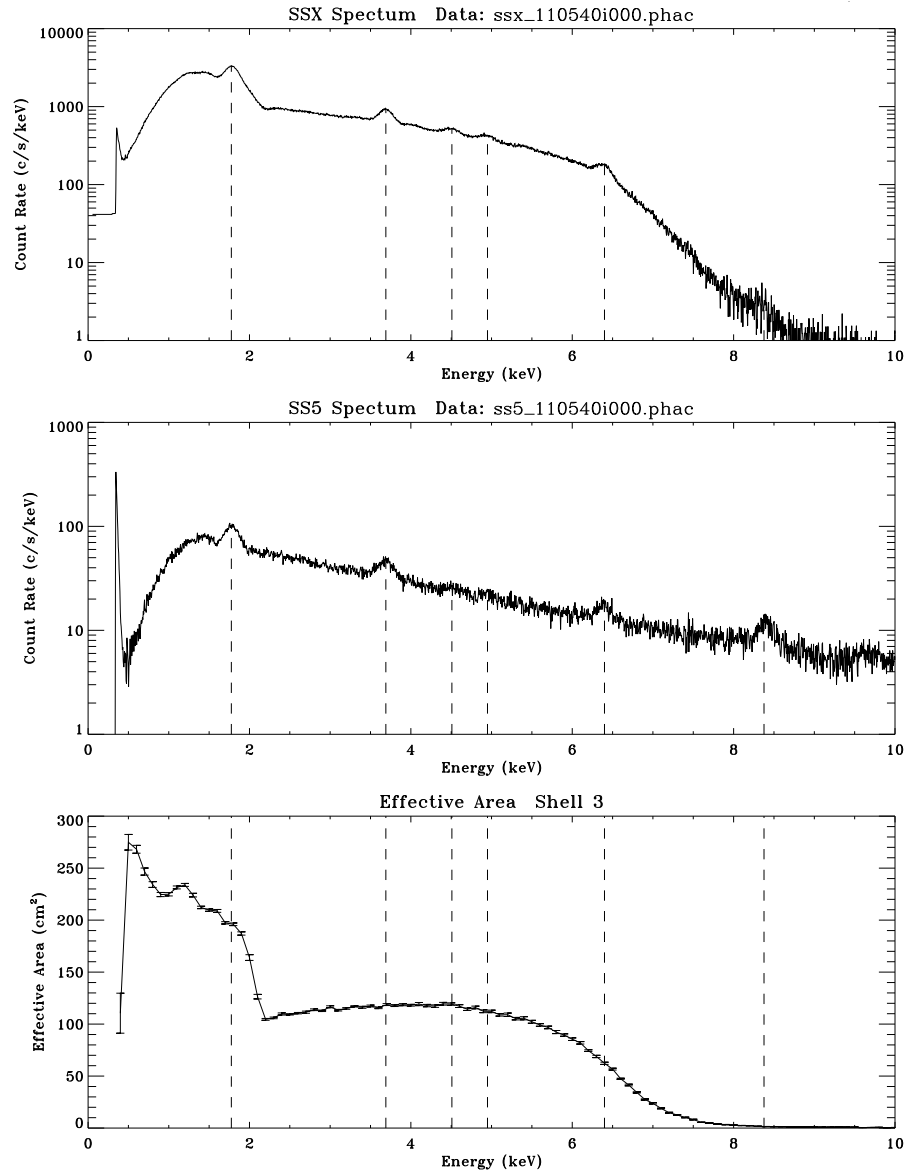 SSX Spectrum Data: ssx_110540i000.phac
10000
1000
100
10
1
Count Rate (c/s/keV)
0 2 4 6 8 10
Energy (keV)
SS5 Spectum Data: ss5_110540i000.phac
1000
100
10
1
Count Rate (c/s/keV)
0 2 4 6 8 10
Energy (keV)
Effective Area Shell 3
300
250
200
150
100
50
0
Effective Area (cm²)
0 2 4 6 8 10
Energy (keV)